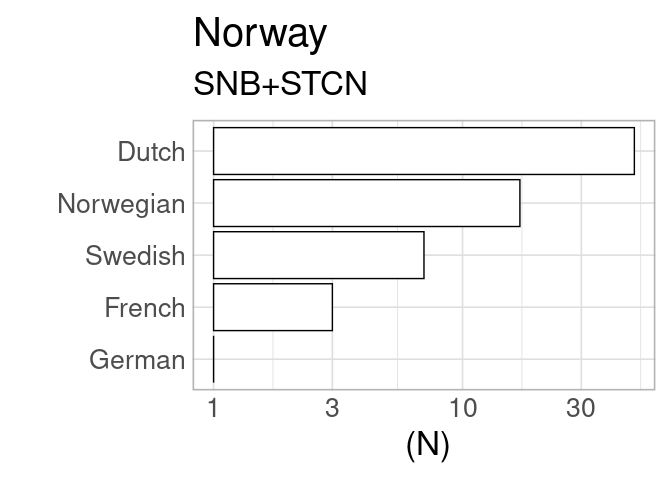 Norway
SNB+STCN
Dutch
Norwegian
Swedish
French
German
1 3 10 30
(N)